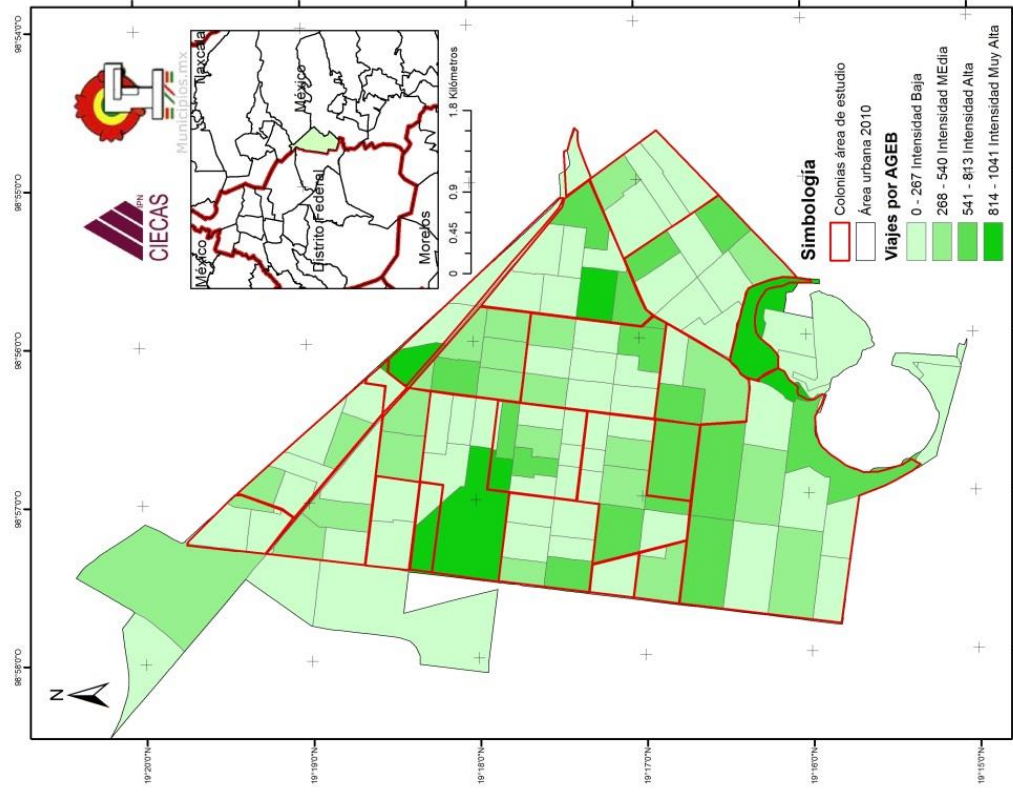 98°58'0"O
98°57'0"O
98°56'0"O
98°55'0"O
98°54'0"O
19°20'0"N
19°19'0"N
19°18'0"N
19°17'0"N
19°16'0"N
19°15'0"N
N
CIECAS
IPN
Municipios.mx
México
Tlaxcala
México
Distrito Federal
Morelos
0 0.45 0.9 1.8 Kilómetros
Simbología
Colonias área de estudio
Área urbana 2010
Viajes por AGEB
0 - 267 Intensidad Baja
268 - 540 Intensidad MEdia
541 - 813 Intensidad Alta
814 - 1041 Intensidad Muy Alta